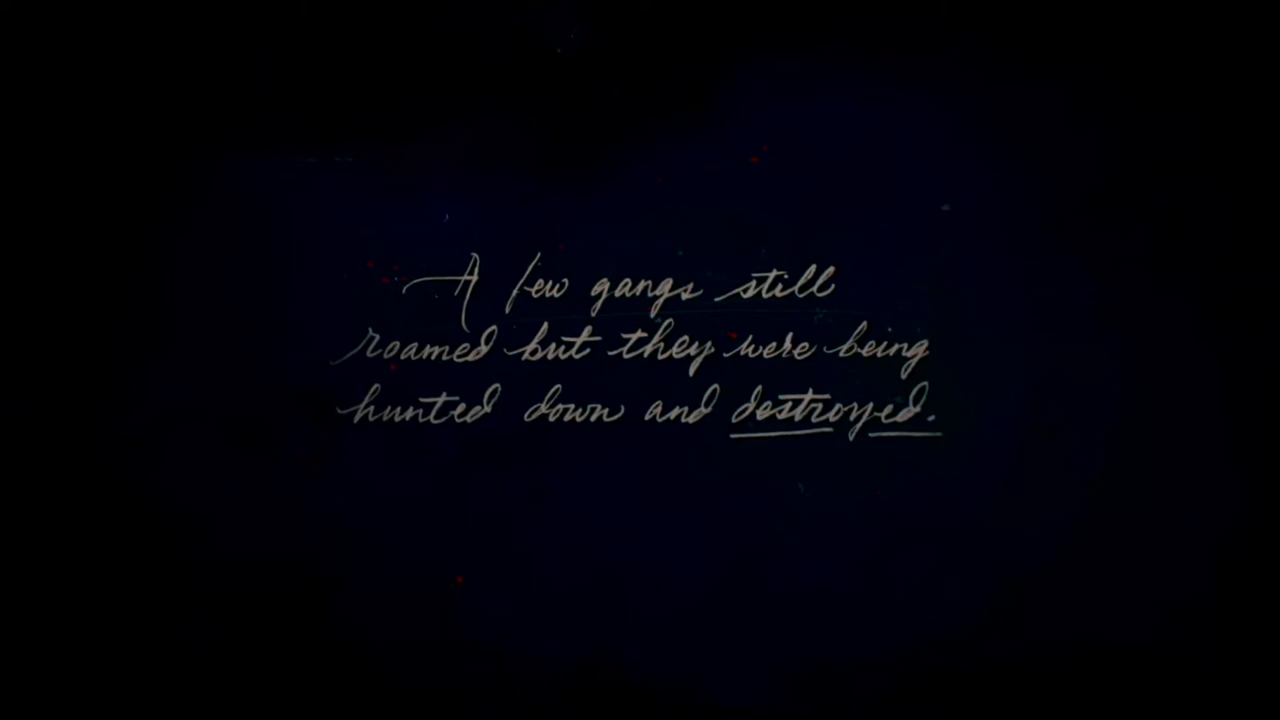 A few gangs still
roamed but they were being
hunted down and destroyed.